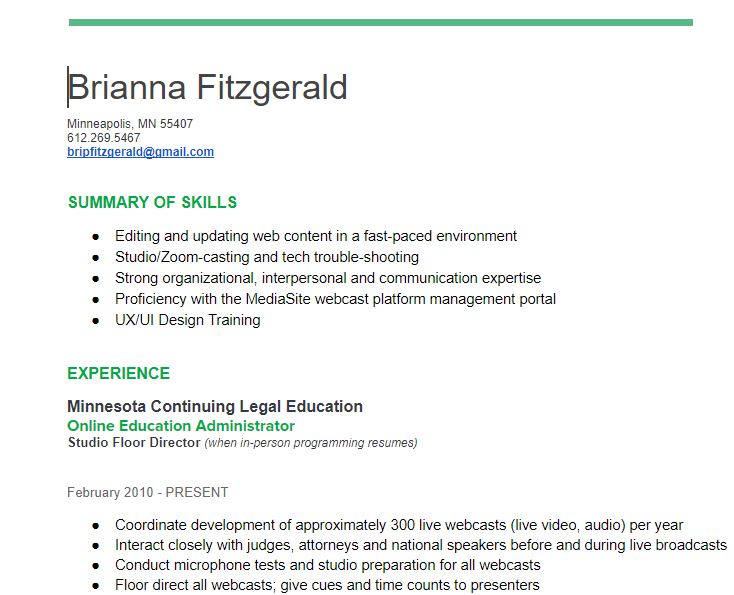 Brianna Fitzgerald
Minneapolis, MN 55407
612.269.5467
bripfitzgerald@gmail.com
SUMMARY OF SKILLS
● Editing and updating web content in a fast-paced environment
● Studio/Zoom-casting and tech trouble-shooting
● Strong organizational, interpersonal and communication expertise
● Proficiency with the MediaSite webcast platform management portal
● UX/UI Design Training
EXPERIENCE
Minnesota Continuing Legal Education
Online Education Administrator
Studio Floor Director (when in-person programming resumes)
February 2010 - PRESENT
● Coordinate development of approximately 300 live webcasts (live video, audio) per year
● Interact closely with judges, attorneys and national speakers before and during live broadcasts
● Conduct microphone tests and studio preparation for all webcasts
● Floor direct all webcasts; give cues and time counts to presenters